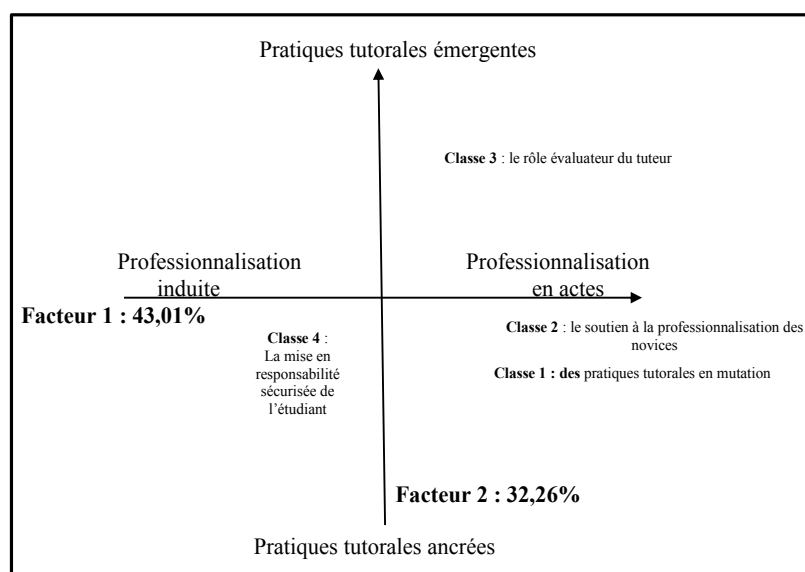 Pratiques tutorales émergentes
Classe 3 : le rôle évaluateur du tuteur
Professionnalisation
induite
Professionnalisation
en actes
Facteur 1 : 43,01%
Classe 4 :
La mise en
responsabilité
sécurisée de
l'étudiant
Classe 2 : le soutien à la professionnalisation des
novices
Classe 1 : des pratiques tutorales en mutation
Facteur 2 : 32,26%
Pratiques tutorales ancrées